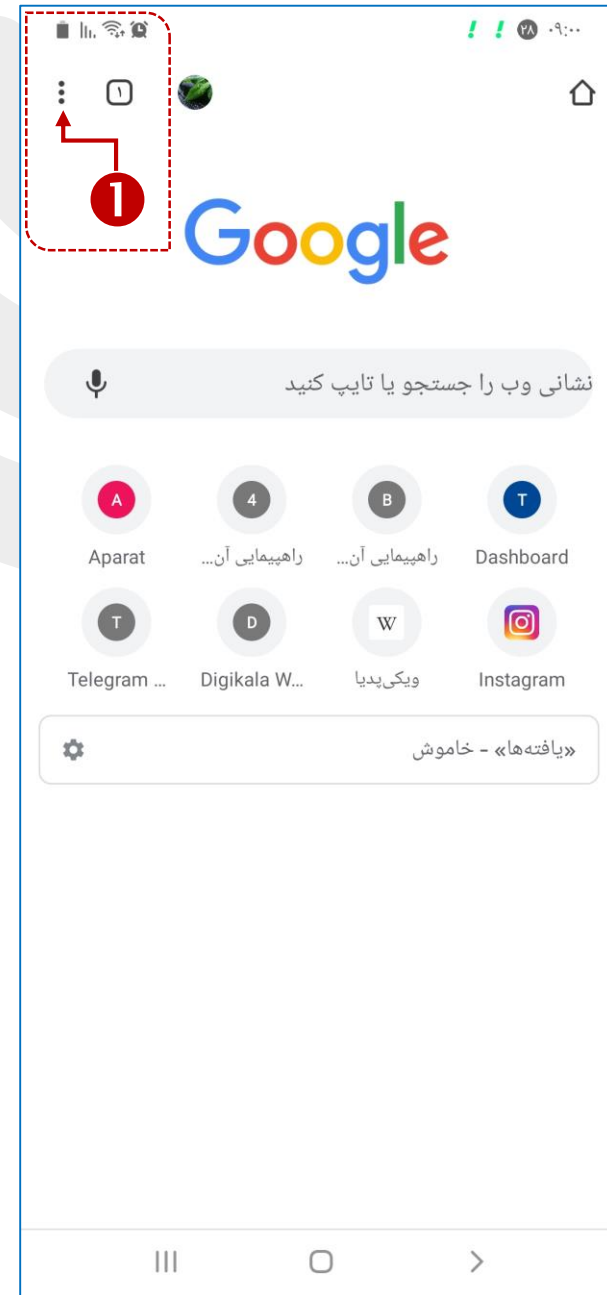 ۰۹:۰۰ ۲۸
۱
1
Google
نشانی وب را جستجو یا تایپ کنید
T B 4 A
Dashboard راهپیمایی آن... راهپیمایی آن... Aparat
W D T
Instagram ویکی‌پدیا Digikala W... Telegram ...
«یافته‌ها» - خاموش